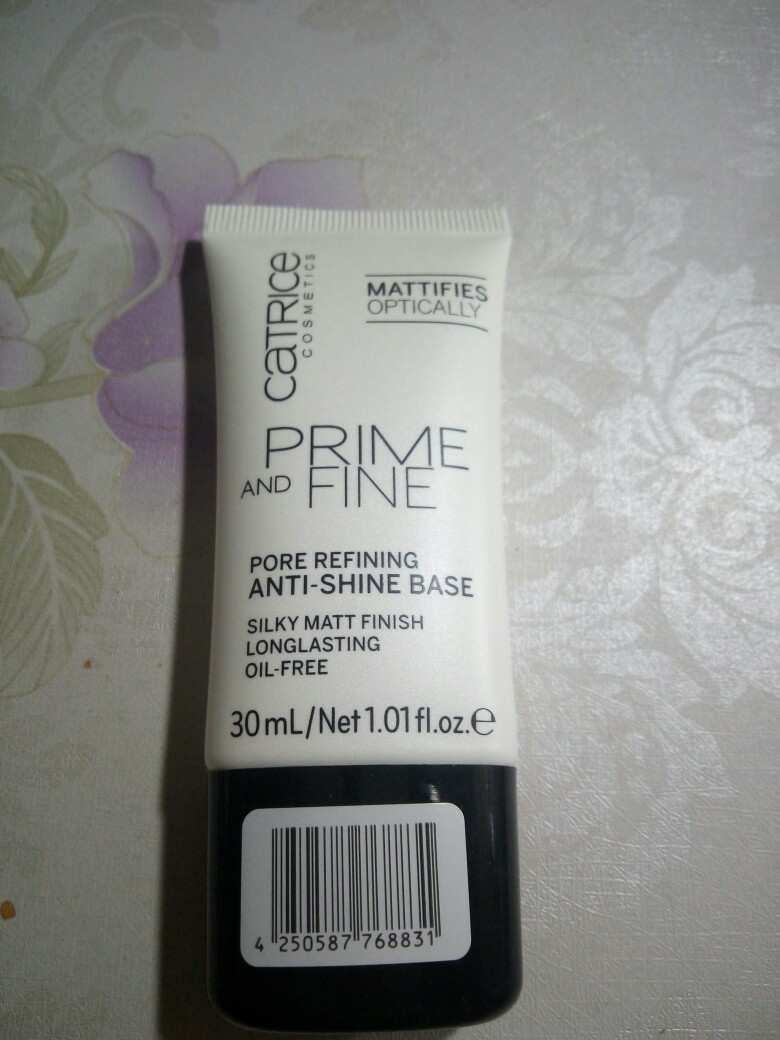 CATRICE
COSMETICS
MATTIFIES
OPTICALLY
PRIME
AND FINE
PORE REFINING
ANTI-SHINE BASE
SILKY MATT FINISH
LONGLASTING
OIL-FREE
30 mL/Net 1.01 fl.oz.℮
4 250587 768831